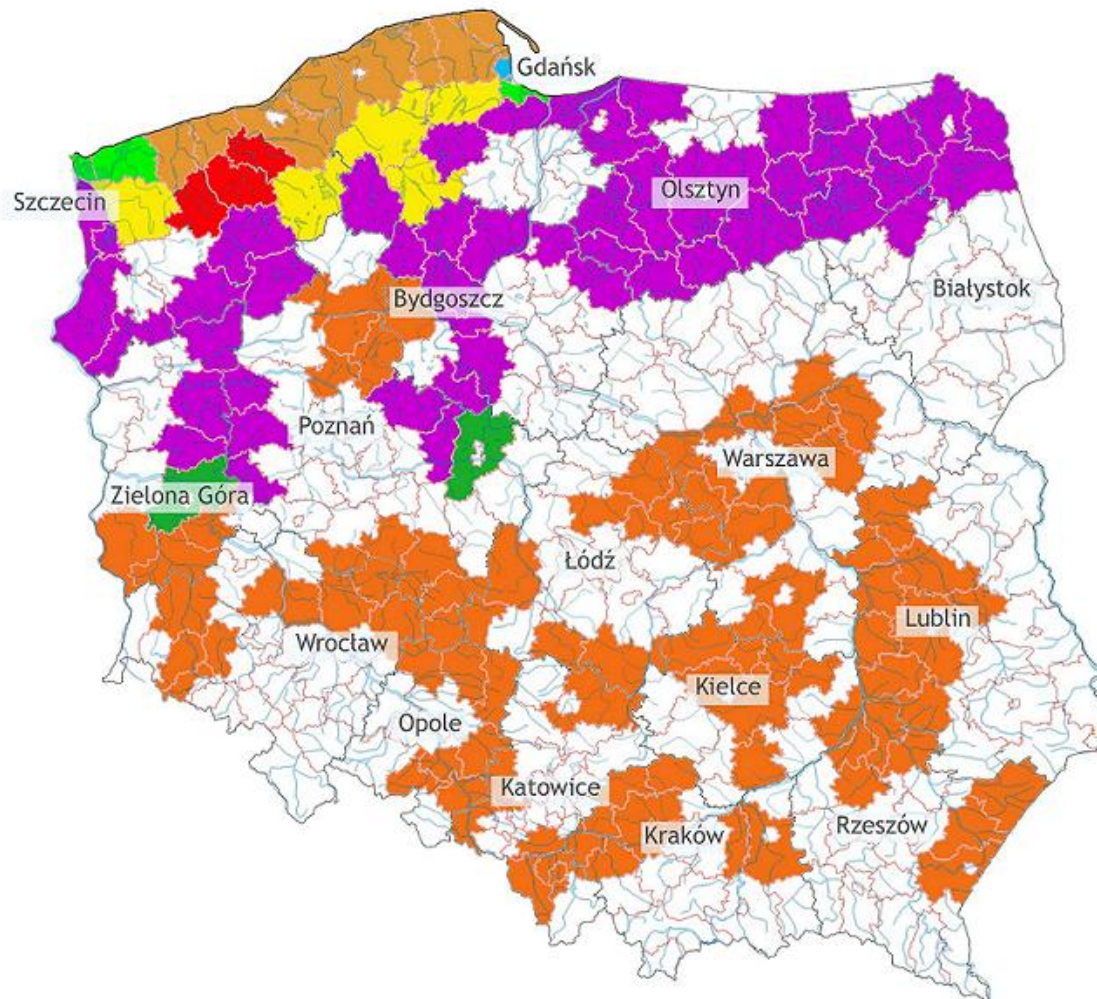 Gdańsk
Olsztyn
Szczecin
Białystok
Bydgoszcz
Poznań
Warszawa
Zielona Góra
Łódź
Lublin
Wrocław
Kielce
Opole
Katowice
Rzeszów
Kraków